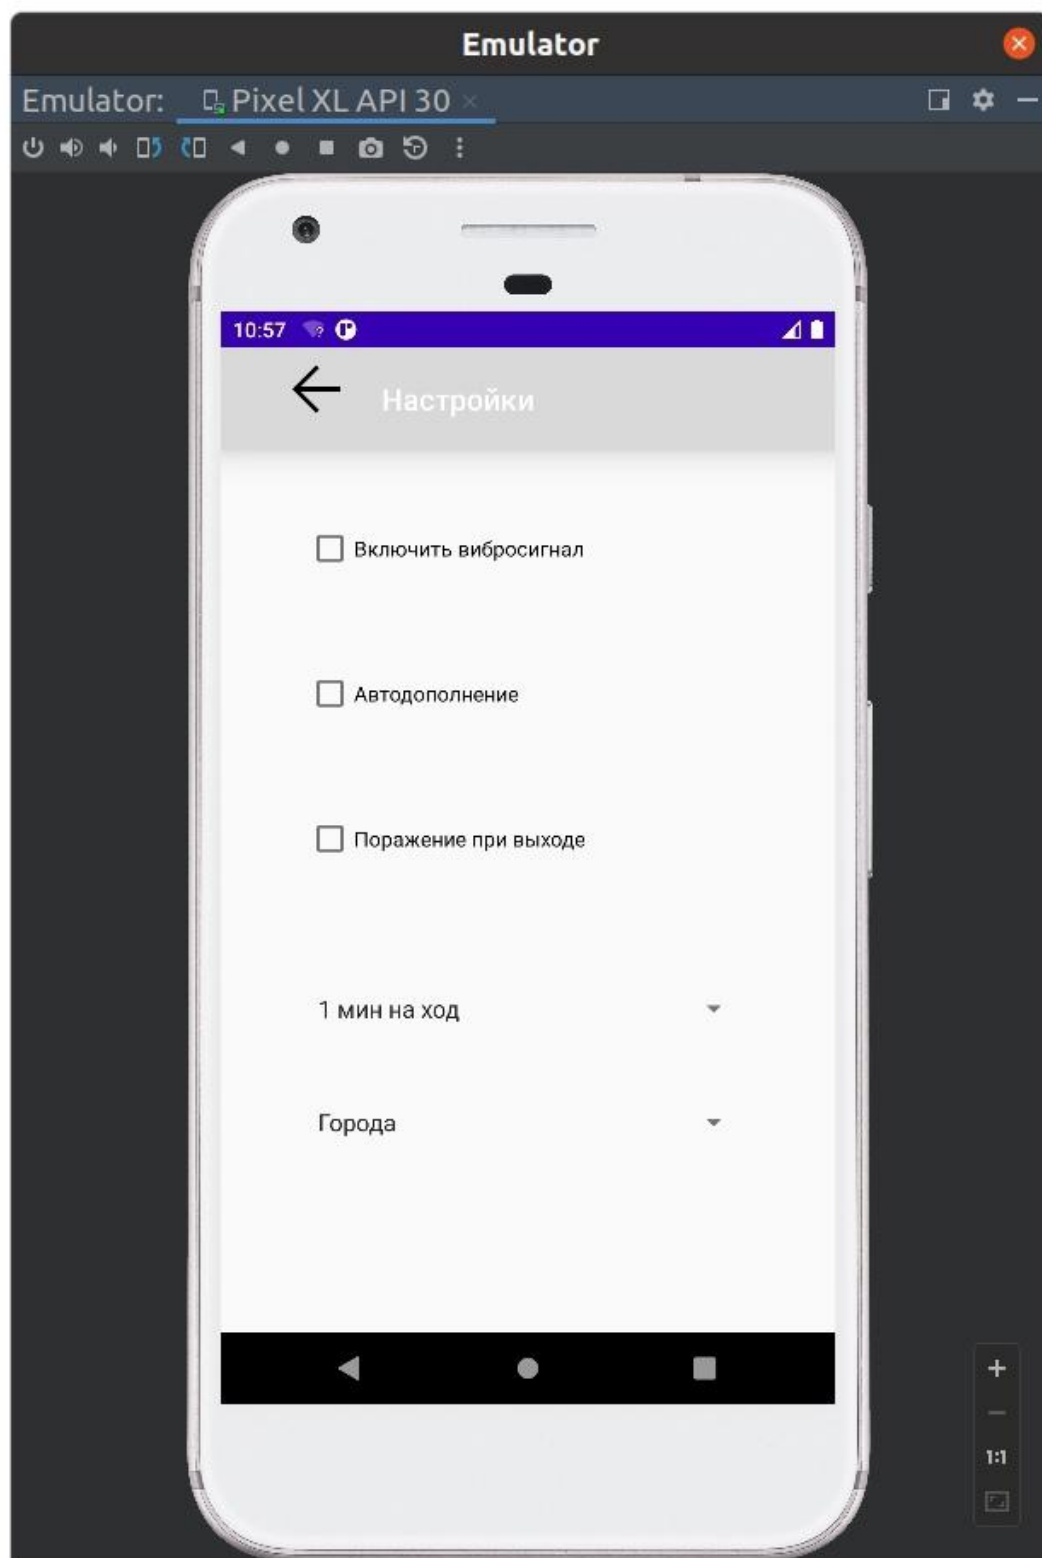 Emulator
Emulator: Pixel XL API 30
10:57
Настройки
Включить вибросигнал
Автодополнение
Поражение при выходе
1 мин на ход
Города
1:1